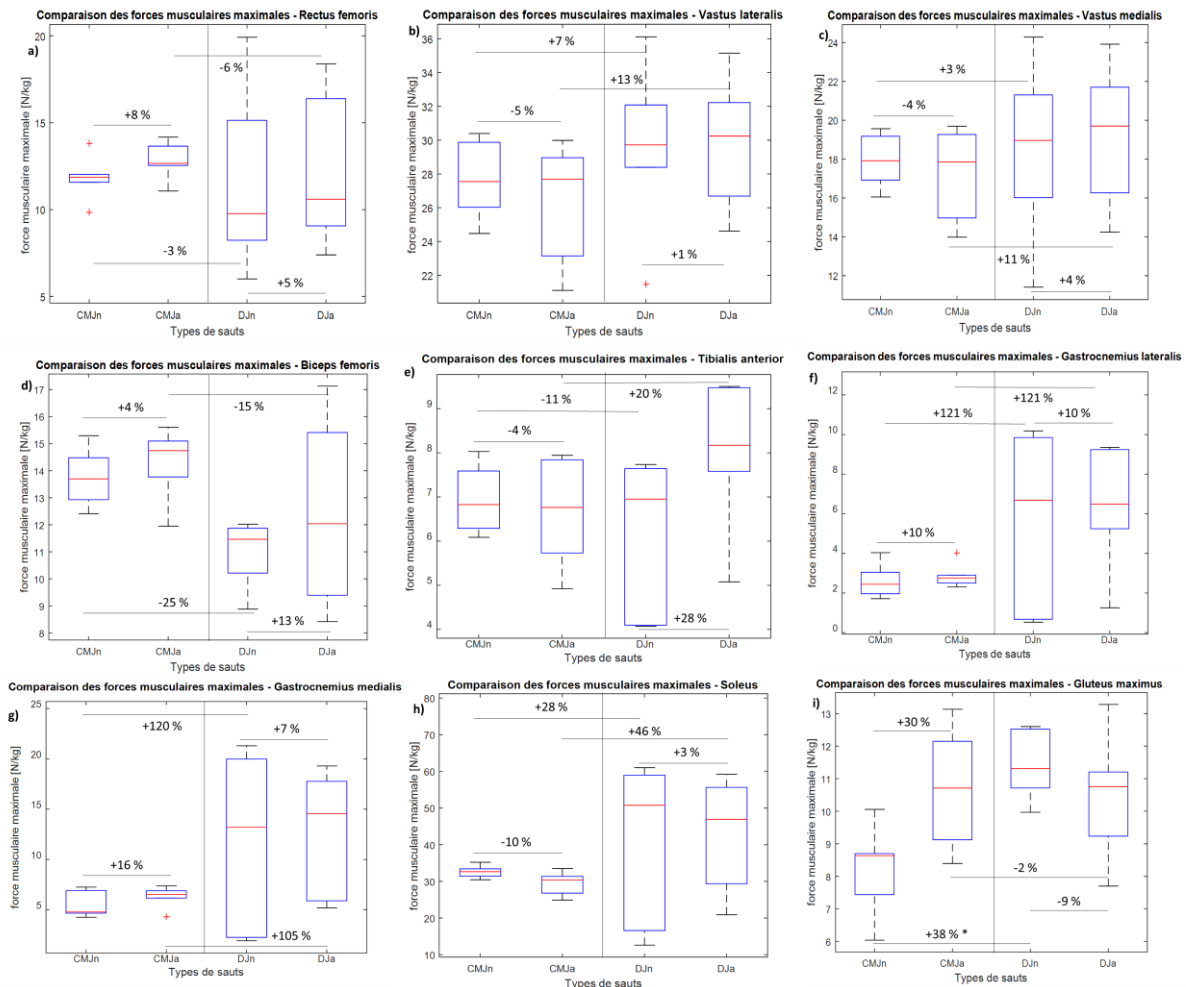 Comparaison des forces musculaires maximales - Rectus femoris
a)
force musculaire maximale [N/kg]
20
15
10
5
-6 %
+8 %
-3 %
+5 %
CMJn CMJa DJn DJa
Types de sauts
Comparaison des forces musculaires maximales - Vastus lateralis
b)
force musculaire maximale [N/kg]
36
34
32
30
28
26
24
22
+7 %
+13 %
-5 %
+1 %
CMJn CMJa DJn DJa
Types de sauts
Comparaison des forces musculaires maximales - Vastus medialis
c)
force musculaire maximale [N/kg]
24
22
20
18
16
14
12
+3 %
-4 %
+11 %
+4 %
CMJn CMJa DJn DJa
Types de sauts
Comparaison des forces musculaires maximales - Biceps femoris
d)
force musculaire maximale [N/kg]
17
16
15
14
13
12
11
10
9
8
+4 %
-15 %
-25 %
+13 %
CMJn CMJa DJn DJa
Types de sauts
Comparaison des forces musculaires maximales - Tibialis anterior
e)
force musculaire maximale [N/kg]
9
8
7
6
5
4
-11 %
+20 %
-4 %
+28 %
CMJn CMJa DJn DJa
Types de sauts
Comparaison des forces musculaires maximales - Gastrocnemius lateralis
f)
force musculaire maximale [N/kg]
12
10
8
6
4
2
0
+121 %
+121 %
+10 %
+10 %
CMJn CMJa DJn DJa
Types de sauts
Comparaison des forces musculaires maximales - Gastrocnemius medialis
g)
force musculaire maximale [N/kg]
25
20
15
10
5
+120 %
+7 %
+16 %
+105 %
CMJn CMJa DJn DJa
Types de sauts
Comparaison des forces musculaires maximales - Soleus
h)
force musculaire maximale [N/kg]
80
70
60
50
40
30
20
10
+28 %
+46 %
+3 %
-10 %
CMJn CMJa DJn DJa
Types de sauts
Comparaison des forces musculaires maximales - Gluteus maximus
i)
force musculaire maximale [N/kg]
13
12
11
10
9
8
7
6
+30 %
-2 %
-9 %
+38 % *
CMJn CMJa DJn DJa
Types de sauts